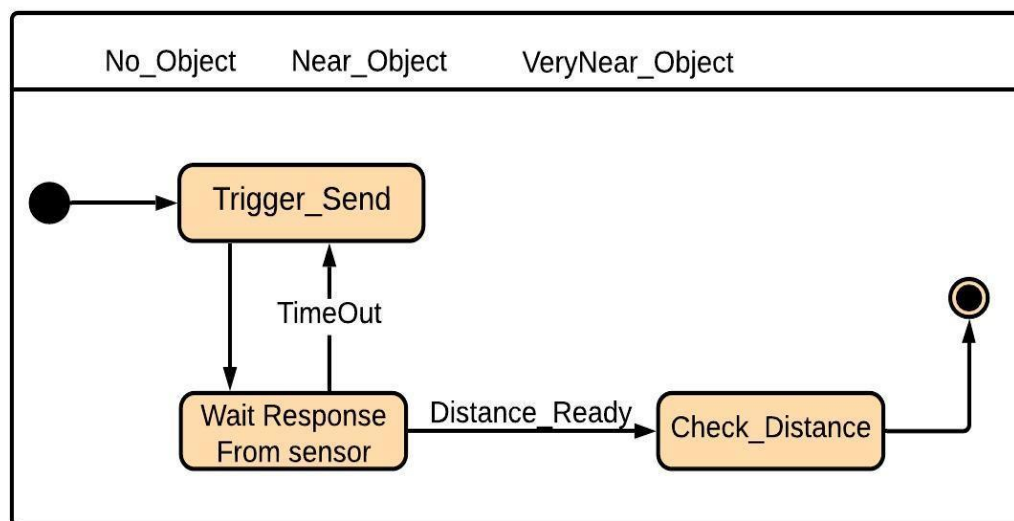 No_Object Near_Object VeryNear_Object
Trigger_Send
TimeOut
Wait Response
From sensor
Distance_Ready
Check_Distance